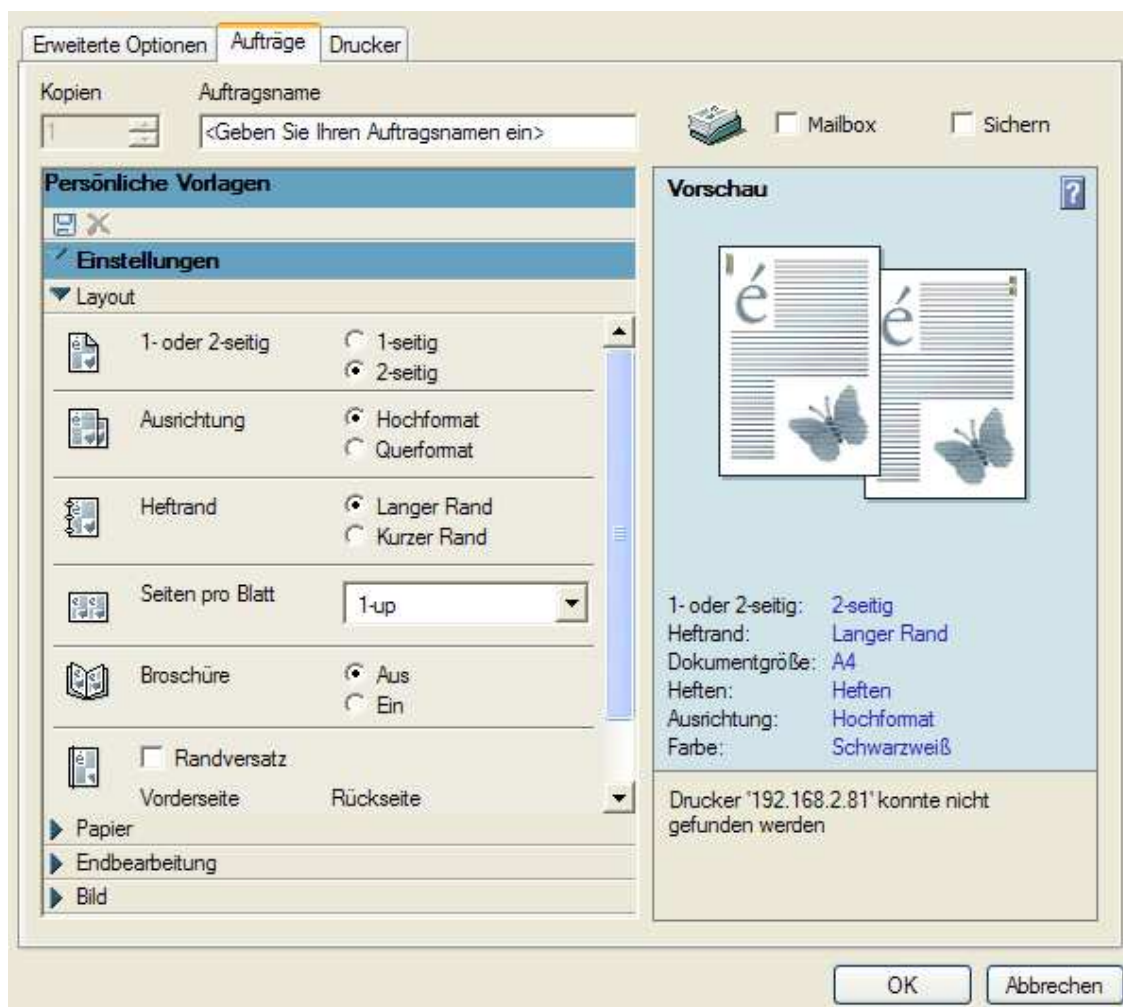 Erweiterte Optionen Aufträge Drucker
Kopien Auftragsname
1 <Geben Sie Ihren Auftragsnamen ein> Mailbox Sichern
Persönliche Vorlagen
Einstellungen
Layout
1- oder 2-seitig 1-seitig
2-seitig
Ausrichtung Hochformat
Querformat
Heftrand Langer Rand
Kurzer Rand
Seiten pro Blatt 1-up
Broschüre Aus
Ein
Randversatz
Vorderseite Rückseite
Papier
Endbearbeitung
Bild
Vorschau ?
é é
1- oder 2-seitig: 2-seitig
Heftrand: Langer Rand
Dokumentgröße: A4
Heften: Heften
Ausrichtung: Hochformat
Farbe: Schwarzweiß
Drucker '192.168.2.81' konnte nicht
gefunden werden
OK Abbrechen